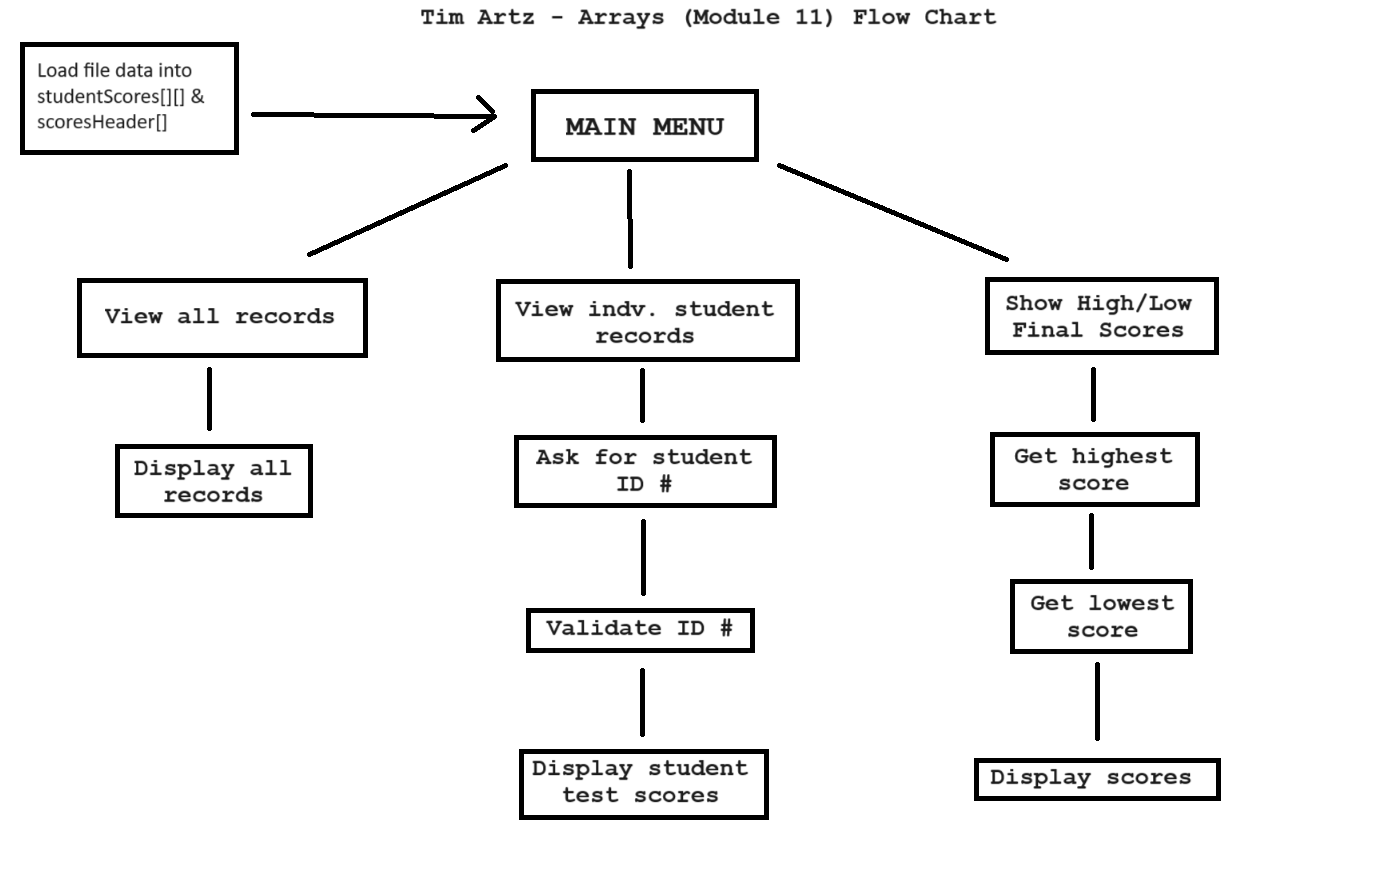 Tim Artz - Arrays (Module 11) Flow Chart
Load file data into
studentScores[][] &
scoresHeader[]
MAIN MENU
View all records
View indv. student
records
Show High/Low
Final Scores
Display all
records
Ask for student
ID #
Get highest
score
Validate ID #
Get lowest
score
Display student
test scores
Display scores